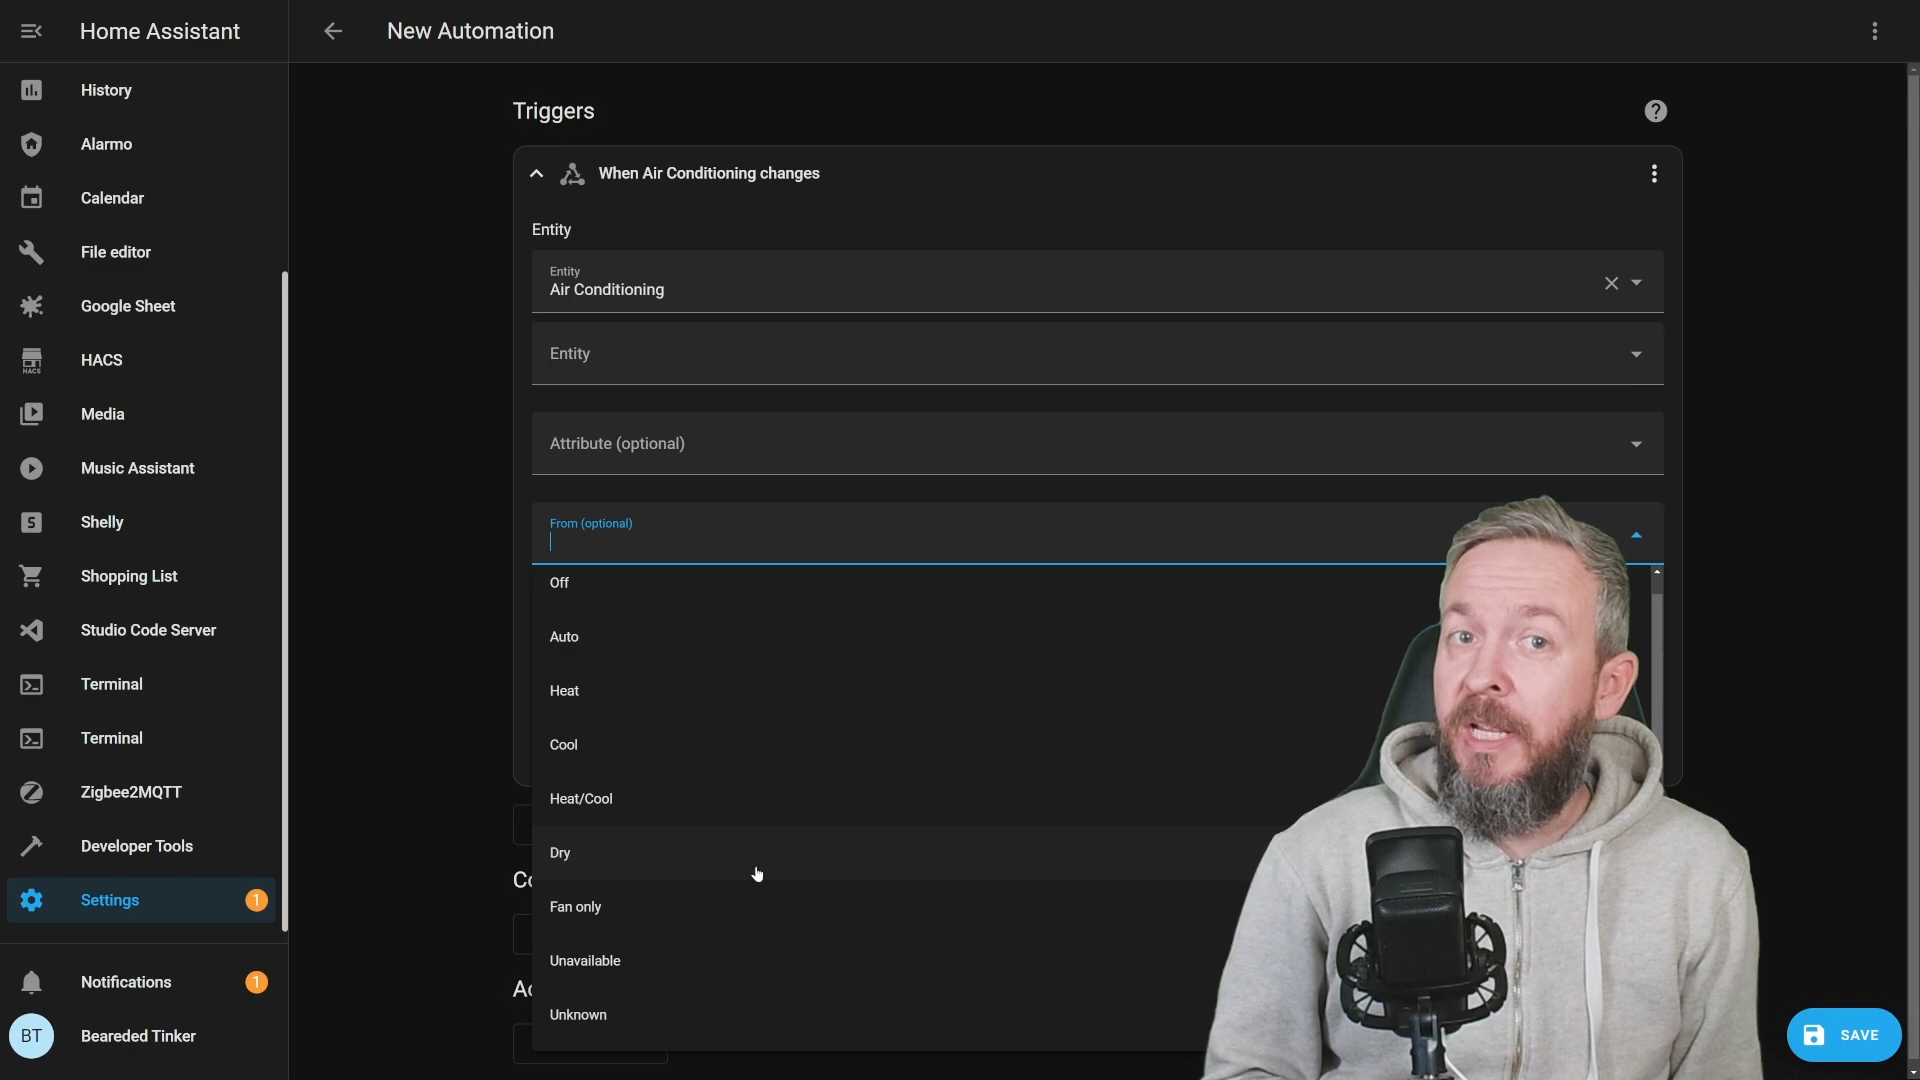 Home Assistant
New Automation
History
Alarmo
Calendar
File editor
Google Sheet
HACS
HACS
Media
Music Assistant
Shelly
S
Shopping List
Studio Code Server
Terminal
Terminal
Zigbee2MQTT
Developer Tools
Settings
1
Notifications
1
BT
Beareded Tinker
Triggers
?
When Air Conditioning changes
Entity
Entity
Air Conditioning
Entity
Attribute (optional)
From (optional)
Off
Auto
Heat
Cool
Heat/Cool
Dry
Fan only
Unavailable
Unknown
SAVE